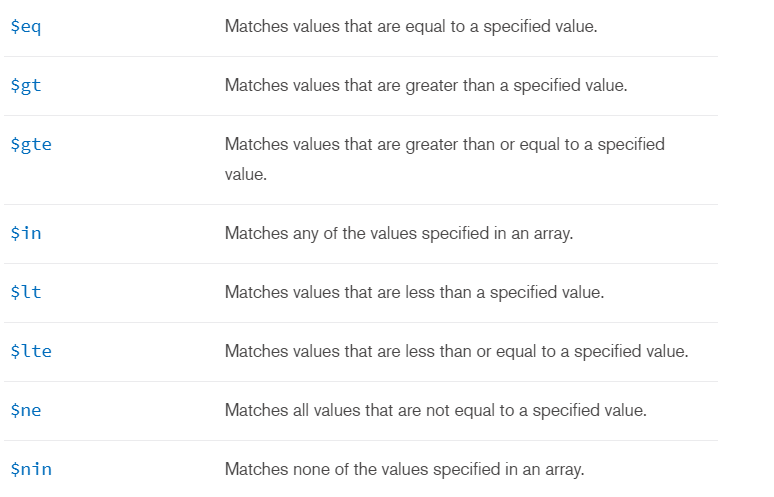 $eq Matches values that are equal to a specified value.
$gt Matches values that are greater than a specified value.
$gte Matches values that are greater than or equal to a specified
value.
$in Matches any of the values specified in an array.
$lt Matches values that are less than a specified value.
$lte Matches values that are less than or equal to a specified value.
$ne Matches all values that are not equal to a specified value.
$nin Matches none of the values specified in an array.